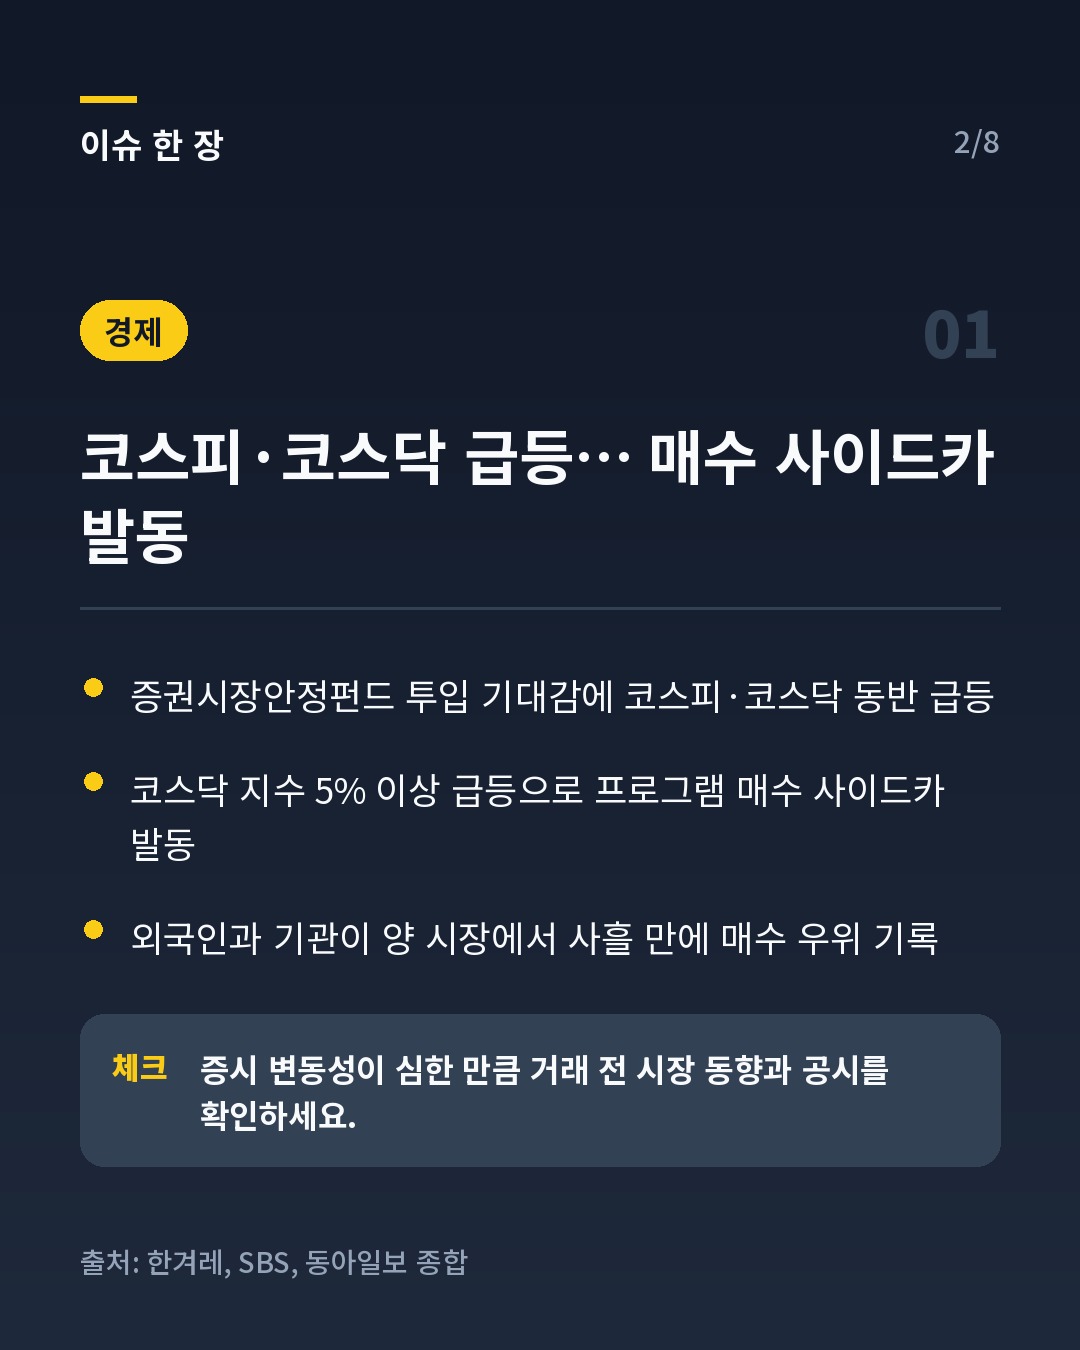 이슈 한 장
2/8
경제
01
코스피·코스닥 급등··· 매수 사이드카
발동
증권시장안정펀드 투입 기대감에 코스피·코스닥 동반 급등
코스닥 지수 5% 이상 급등으로 프로그램 매수 사이드카
발동
외국인과 기관이 양 시장에서 사흘 만에 매수 우위 기록
체크 증시 변동성이 심한 만큼 거래 전 시장 동향과 공시를
확인하세요.
출처: 한겨레, SBS, 동아일보 종합